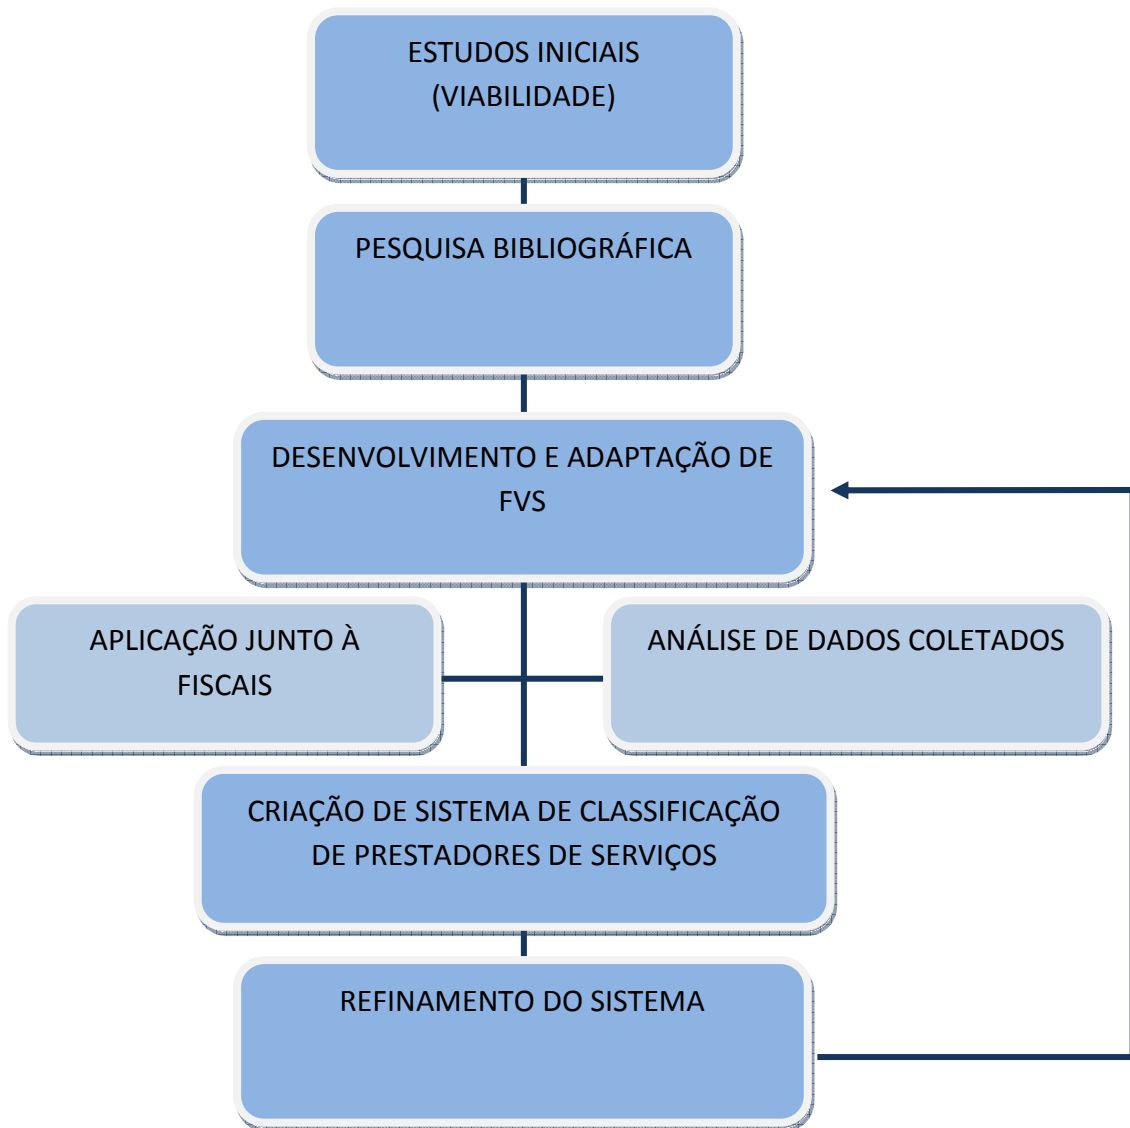 ESTUDOS INICIAIS
(VIABILIDADE)
PESQUISA BIBLIOGRÁFICA
DESENVOLVIMENTO E ADAPTAÇÃO DE
FVS
APLICAÇÃO JUNTO À
FISCAIS
ANÁLISE DE DADOS COLETADOS
CRIAÇÃO DE SISTEMA DE CLASSIFICAÇÃO
DE PRESTADORES DE SERVIÇOS
REFINAMENTO DO SISTEMA